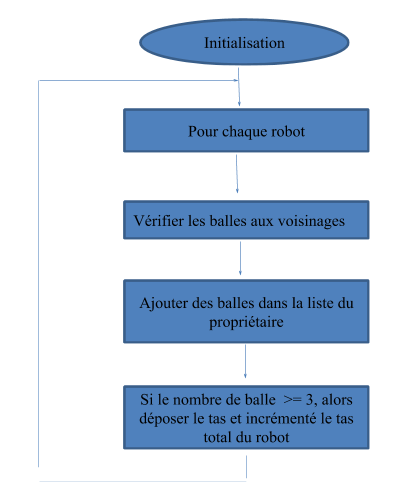 Initialisation
Pour chaque robot
Vérifier les balles aux voisinages
Ajouter des balles dans la liste du
propriétaire
Si le nombre de balle >= 3, alors
déposer le tas et incrémenté le tas
total du robot